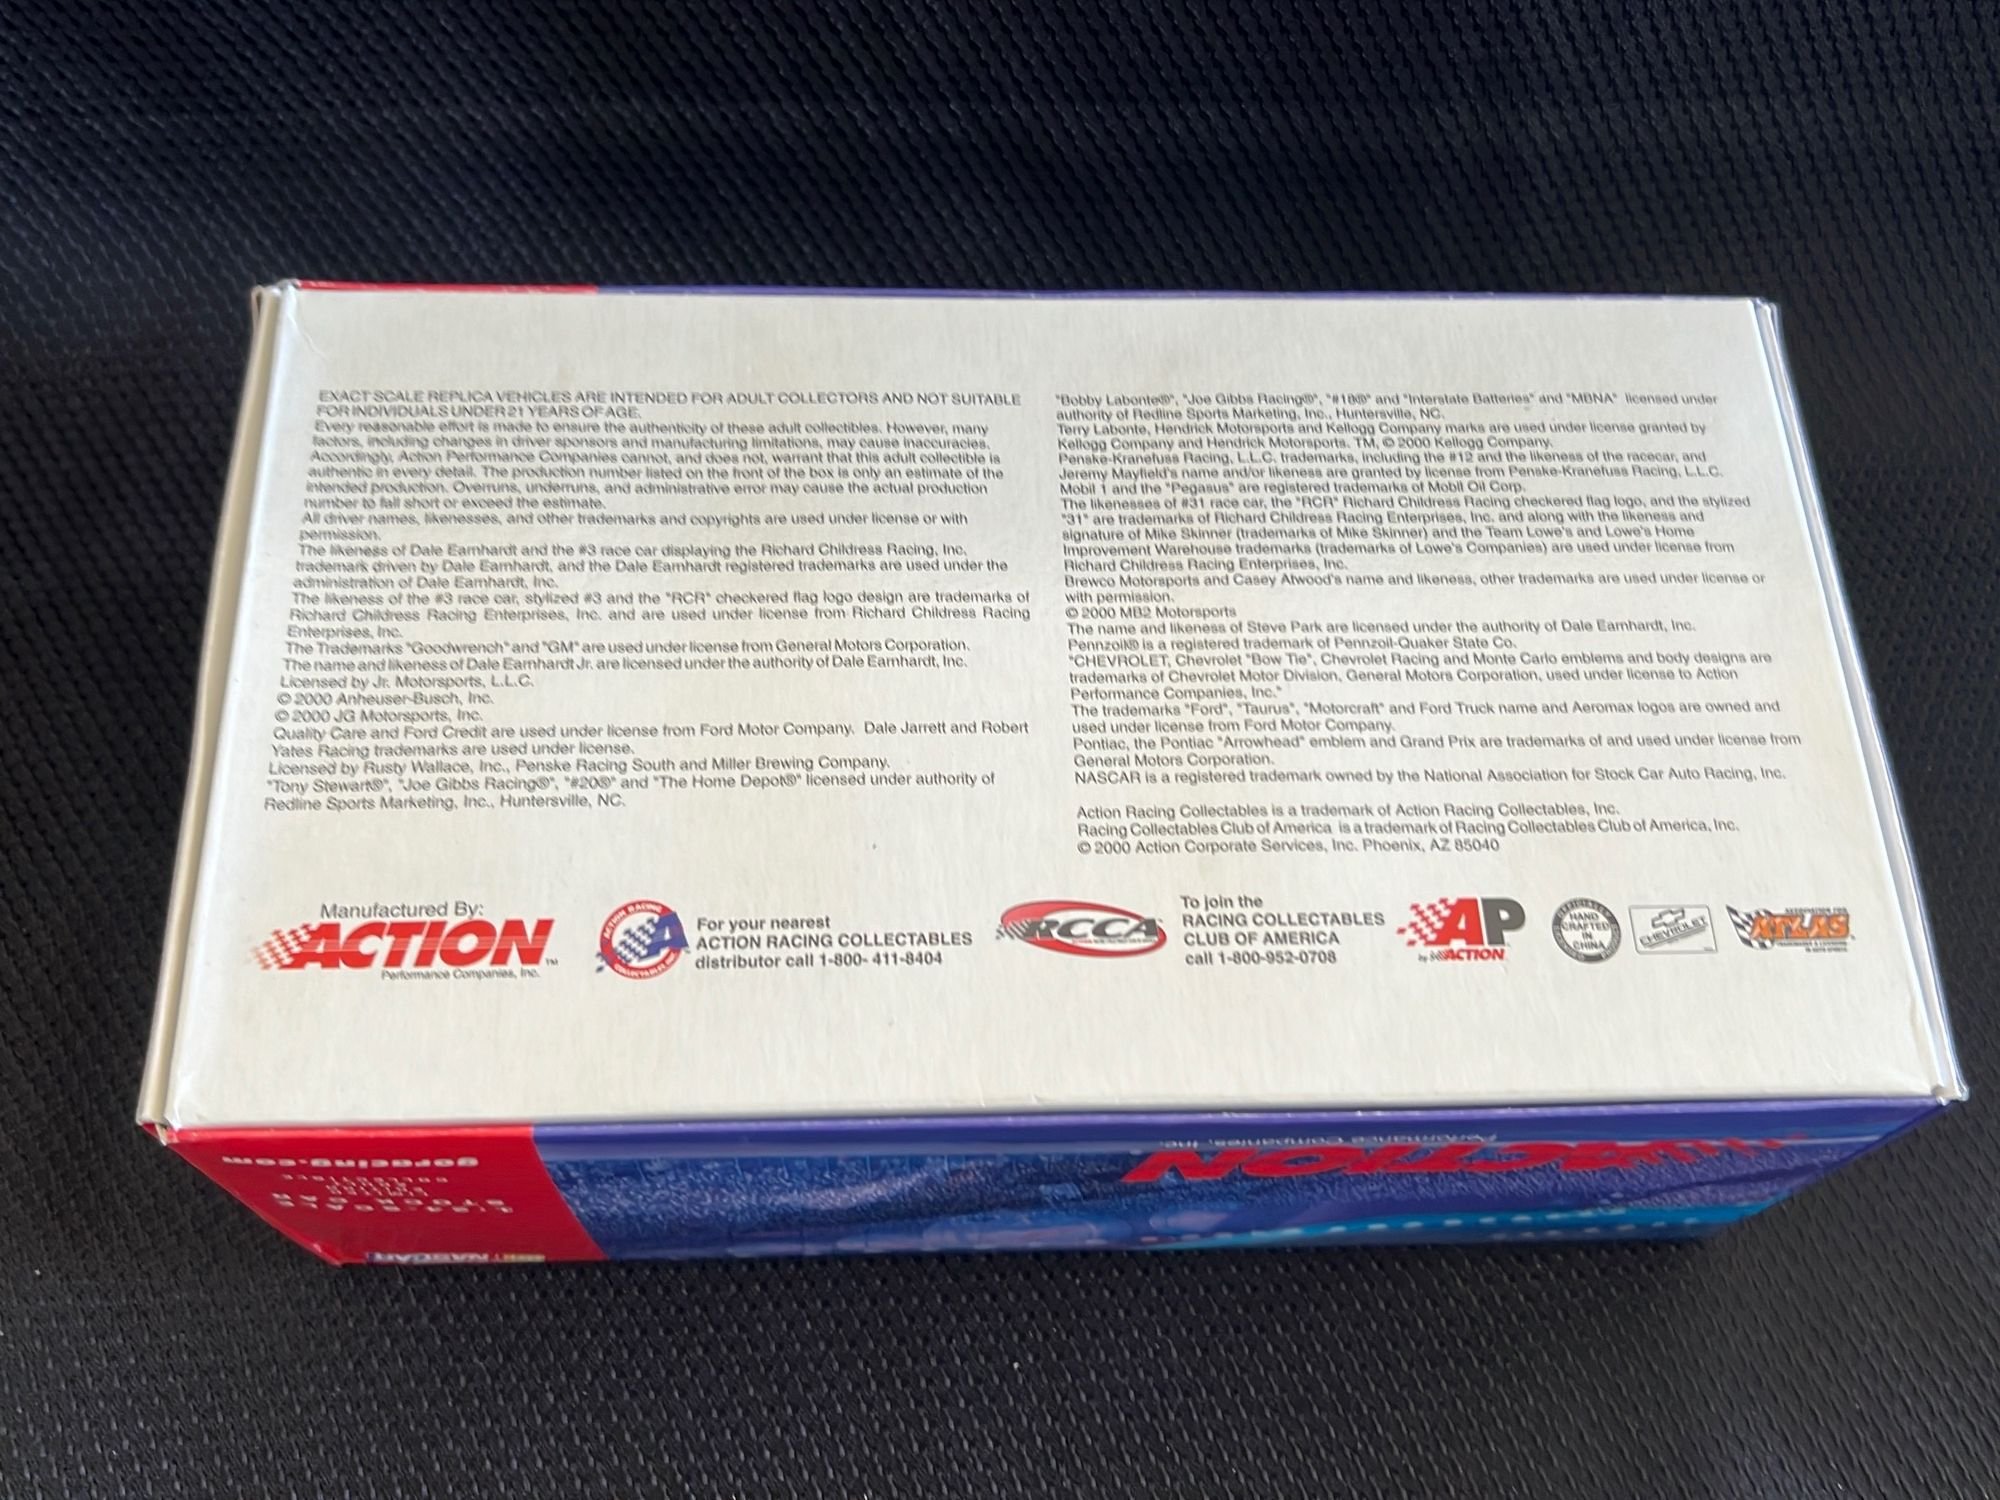 EXACT SCALE REPLICA VEHICLES ARE INTENDED FOR ADULT COLLECTORS AND NOT SUITABLE
FOR INDIVIDUALS UNDER 21 YEARS OF AGE.
Every reasonable effort is made to ensure the authenticity of these adult collectibles. However, many
factors, including changes in driver sponsors and manufacturing limitations, may cause inaccuracies.
Accordingly, Action Performance Companies cannot, and does not, warrant that this adult collectible is
authentic in every detail. The production number listed on the front of the box is only an estimate of the
intended production. Overruns, underruns, and administrative error may cause the actual production
number to fall short or exceed the estimate.
All driver names, likenesses, and other trademarks and copyrights are used under license or with
permission.
The likeness of Dale Earnhardt and the #3 race car displaying the Richard Childress Racing, Inc.
trademark driven by Dale Earnhardt, and the Dale Earnhardt registered trademarks are used under the
administration of Dale Earnhardt, Inc.
The likeness of the #3 race car, stylized #3 and the "RCR" checkered flag logo design are trademarks of
Richard Childress Racing Enterprises, Inc. and are used under license from Richard Childress Racing
Enterprises, Inc.
The Trademarks "Goodwrench" and "GM" are used under license from General Motors Corporation.
The name and likeness of Dale Earnhardt Jr. are licensed under the authority of Dale Earnhardt, Inc.
Licensed by Jr. Motorsports, L.L.C.
© 2000 Anheuser-Busch, Inc.
© 2000 JG Motorsports, Inc.
Quality Care and Ford Credit are used under license from Ford Motor Company. Dale Jarrett and Robert
Yates Racing trademarks are used under license.
Licensed by Rusty Wallace, Inc., Penske Racing South and Miller Brewing Company.
"Tony Stewart®", "Joe Gibbs Racing®", "#20®" and "The Home Depot®" licensed under authority of
Redline Sports Marketing, Inc., Huntersville, NC.
"Bobby Labonte®", "Joe Gibbs Racing®", "#18®" and "Interstate Batteries" and "MBNA" licensed under
authority of Redline Sports Marketing, Inc., Huntersville, NC.
Terry Labonte, Hendrick Motorsports and Kellogg Company marks are used under license granted by
Kellogg Company and Hendrick Motorsports. TM, © 2000 Kellogg Company.
Penske-Kranefuss Racing, L.L.C. trademarks, including the #12 and the likeness of the racecar, and
Jeremy Mayfield's name and/or likeness are granted by license from Penske-Kranefuss Racing, L.L.C.
Mobil 1 and the "Pegasus" are registered trademarks of Mobil Oil Corp.
The likenesses of #31 race car, the "RCR" Richard Childress Racing checkered flag logo, and the stylized
"31" are trademarks of Richard Childress Racing Enterprises, Inc. and along with the likeness and
signature of Mike Skinner (trademarks of Mike Skinner) and the Team Lowe's and Lowe's Home
Improvement Warehouse trademarks (trademarks of Lowe's Companies) are used under license from
Richard Childress Racing Enterprises, Inc.
Brewco Motorsports and Casey Atwood's name and likeness, other trademarks are used under license or
with permission.
© 2000 MB2 Motorsports
The name and likeness of Steve Park are licensed under the authority of Dale Earnhardt, Inc.
Pennzoil® is a registered trademark of Pennzoil-Quaker State Co.
"CHEVROLET, Chevrolet "Bow Tie", Chevrolet Racing and Monte Carlo emblems and body designs are
trademarks of Chevrolet Motor Division, General Motors Corporation, used under license to Action
Performance Companies, Inc."
The trademarks "Ford", "Taurus", "Motorcraft" and Ford Truck name and Aeromax logos are owned and
used under license from Ford Motor Company.
Pontiac, the Pontiac "Arrowhead" emblem and Grand Prix are trademarks of and used under license from
General Motors Corporation.
NASCAR is a registered trademark owned by the National Association for Stock Car Auto Racing, Inc.
Action Racing Collectables is a trademark of Action Racing Collectables, Inc.
Racing Collectables Club of America is a trademark of Racing Collectables Club of America, Inc.
© 2000 Action Corporate Services, Inc. Phoenix, AZ 85040
Manufactured By:
ACTION™
Performance Companies, Inc.
ACTION RACING
COLLECTABLES
A
For your nearest
ACTION RACING COLLECTABLES
distributor call 1-800- 411-8404
RCCA
To join the
RACING COLLECTABLES
CLUB OF AMERICA
call 1-800-952-0708
AP
by ACTION
HAND
CRAFTED
IN
CHINA
CHEVROLET
ATLAS
ACTION
Performance Companies, Inc.
goracing.com
1:24-SCALE
STOCK CAR
NASCAR